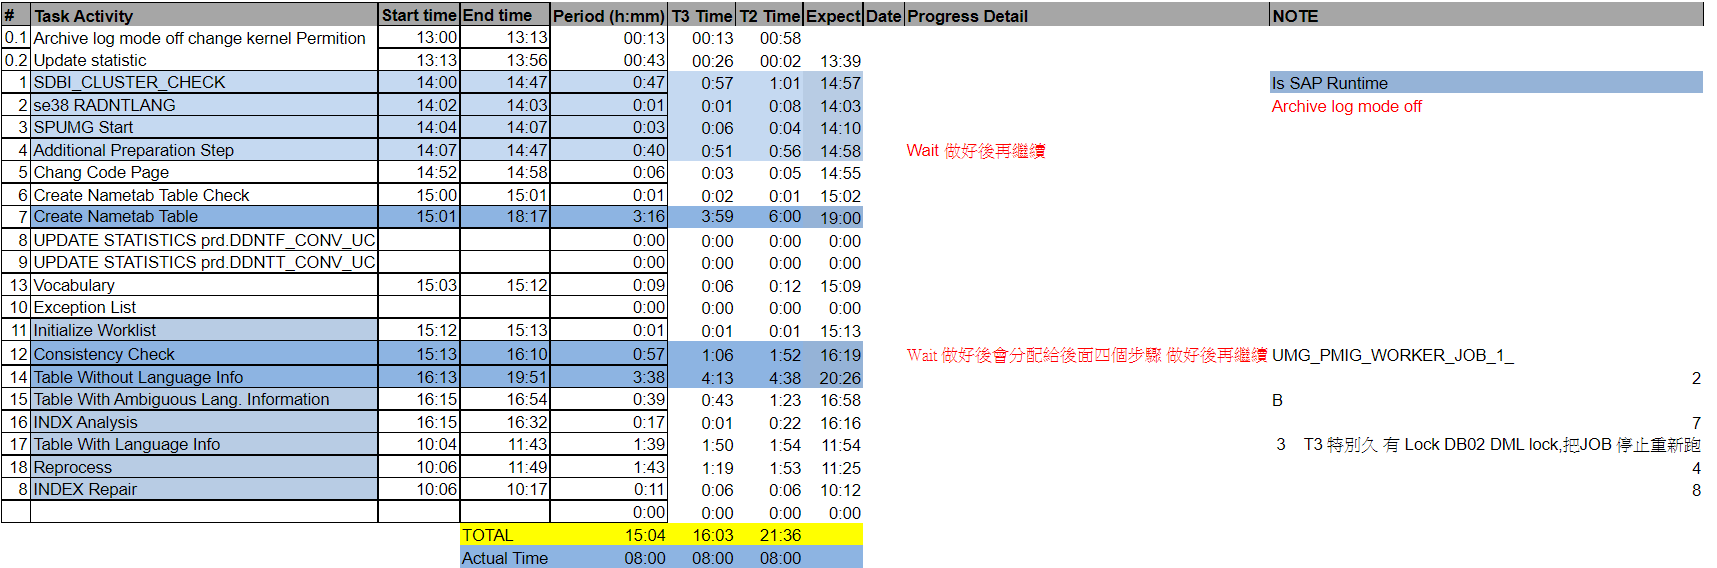 # Task Activity Start time End time Period (h:mm) T3 Time T2 Time Expect Date Progress Detail NOTE
0.1 Archive log mode off change kernel Permition 13:00 13:13 00:13 00:13 00:58
0.2 Update statistic 13:13 13:56 00:43 00:26 00:02 13:39
1 SDBI_CLUSTER_CHECK 14:00 14:47 0:47 0:57 1:01 14:57 Is SAP Runtime
2 se38 RADNTLANG 14:02 14:03 0:01 0:01 0:08 14:03 Archive log mode off
3 SPUMG Start 14:04 14:07 0:03 0:06 0:04 14:10
4 Additional Preparation Step 14:07 14:47 0:40 0:51 0:56 14:58 Wait 做好後再繼續
5 Chang Code Page 14:52 14:58 0:06 0:03 0:05 14:55
6 Create Nametab Table Check 15:00 15:01 0:01 0:02 0:01 15:02
7 Create Nametab Table 15:01 18:17 3:16 3:59 6:00 19:00
8 UPDATE STATISTICS prd.DDNTF_CONV_UC 0:00 0:00 0:00 0:00
9 UPDATE STATISTICS prd.DDNTT_CONV_UC 0:00 0:00 0:00 0:00
13 Vocabulary 15:03 15:12 0:09 0:06 0:12 15:09
10 Exception List 0:00 0:00 0:00 0:00
11 Initialize Worklist 15:12 15:13 0:01 0:01 0:01 15:13
12 Consistency Check 15:13 16:10 0:57 1:06 1:52 16:19 Wait 做好後會分配給後面四個步驟 做好後再繼續 UMG_PMIG_WORKER_JOB_1_
14 Table Without Language Info 16:13 19:51 3:38 4:13 4:38 20:26 2
15 Table With Ambiguous Lang. Information 16:15 16:54 0:39 0:43 1:23 16:58 B
16 INDX Analysis 16:15 16:32 0:17 0:01 0:22 16:16 7
17 Table With Language Info 10:04 11:43 1:39 1:50 1:54 11:54 3 T3 特別久 有 Lock DB02 DML lock,把JOB 停止重新跑
18 Reprocess 10:06 11:49 1:43 1:19 1:53 11:25 4
8 INDEX Repair 10:06 10:17 0:11 0:06 0:06 10:12 8
0:00 0:00 0:00 0:00
TOTAL 15:04 16:03 21:36
Actual Time 08:00 08:00 08:00